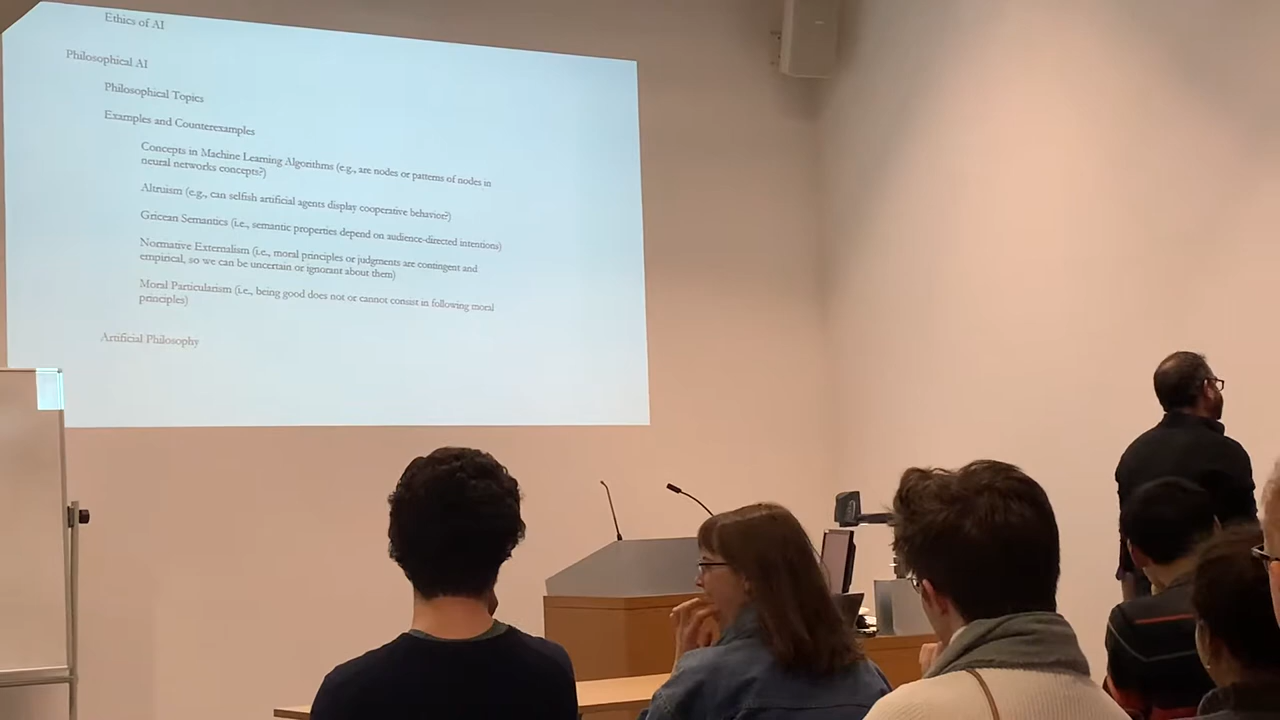 Ethics of AI
Philosophical AI
Philosophical Topics
Examples and Counterexamples
Concepts in Machine Learning Algorithms (e.g., are nodes or patterns of nodes in
neural networks concepts?)
Altruism (e.g., can selfish artificial agents display cooperative behavior?)
Gricean Semantics (i.e., semantic properties depend on audience-directed intentions)
Normative Externalism (i.e., moral principles or judgments are contingent and
empirical, so we can be uncertain or ignorant about them)
Moral Particularism (i.e., being good does not or cannot consist in following moral
principles)
Artificial Philosophy